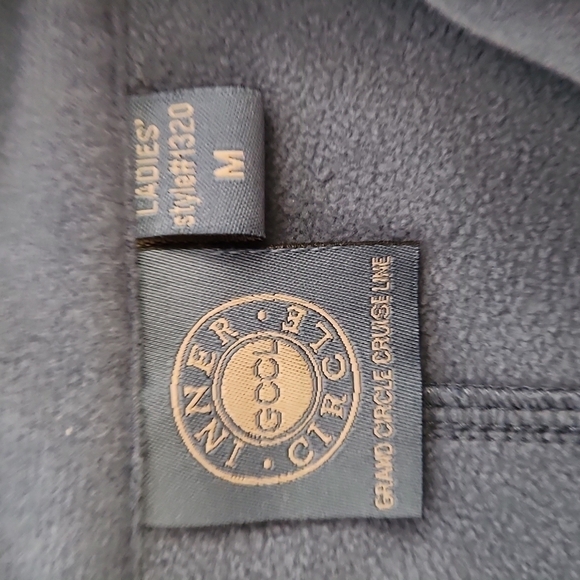 LADIES'
style#1320
M
INNER · CIRCLE ·
GCCL
GRAND CIRCLE CRUISE LINE